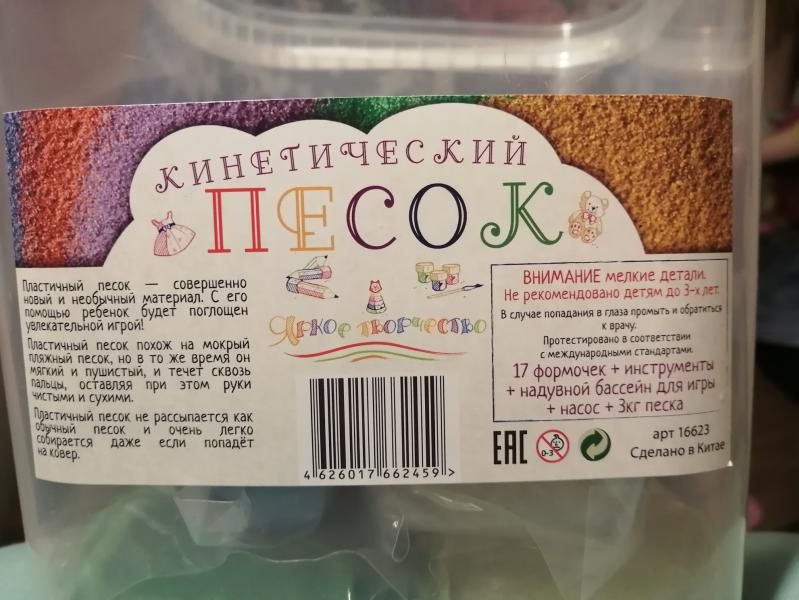 КИНЕТИЧЕСКИЙ
ПЕСОК
Пластичный песок — совершенно
новый и необычный материал. С его
помощью ребенок будет поглощен
увлекательной игрой!
Пластичный песок похож на мокрый
пляжный песок, но в то же время он
мягкий и пушистый, и течет сквозь
пальцы, оставляя при этом руки
чистыми и сухими.
Пластичный песок не рассыпается как
обычный песок и очень легко
собирается даже если попадёт
на ковер.
Яркое творчество
4 626017 662459 >
ВНИМАНИЕ мелкие детали.
Не рекомендовано детям до 3-х лет.
В случае попадания в глаза промыть и обратиться
к врачу.
Протестировано в соответствии
с международными стандартами.
17 формочек + инструменты
+ надувной бассейн для игры
+ насос + 3кг песка
EAC
0-3
арт 16623
Сделано в Китае